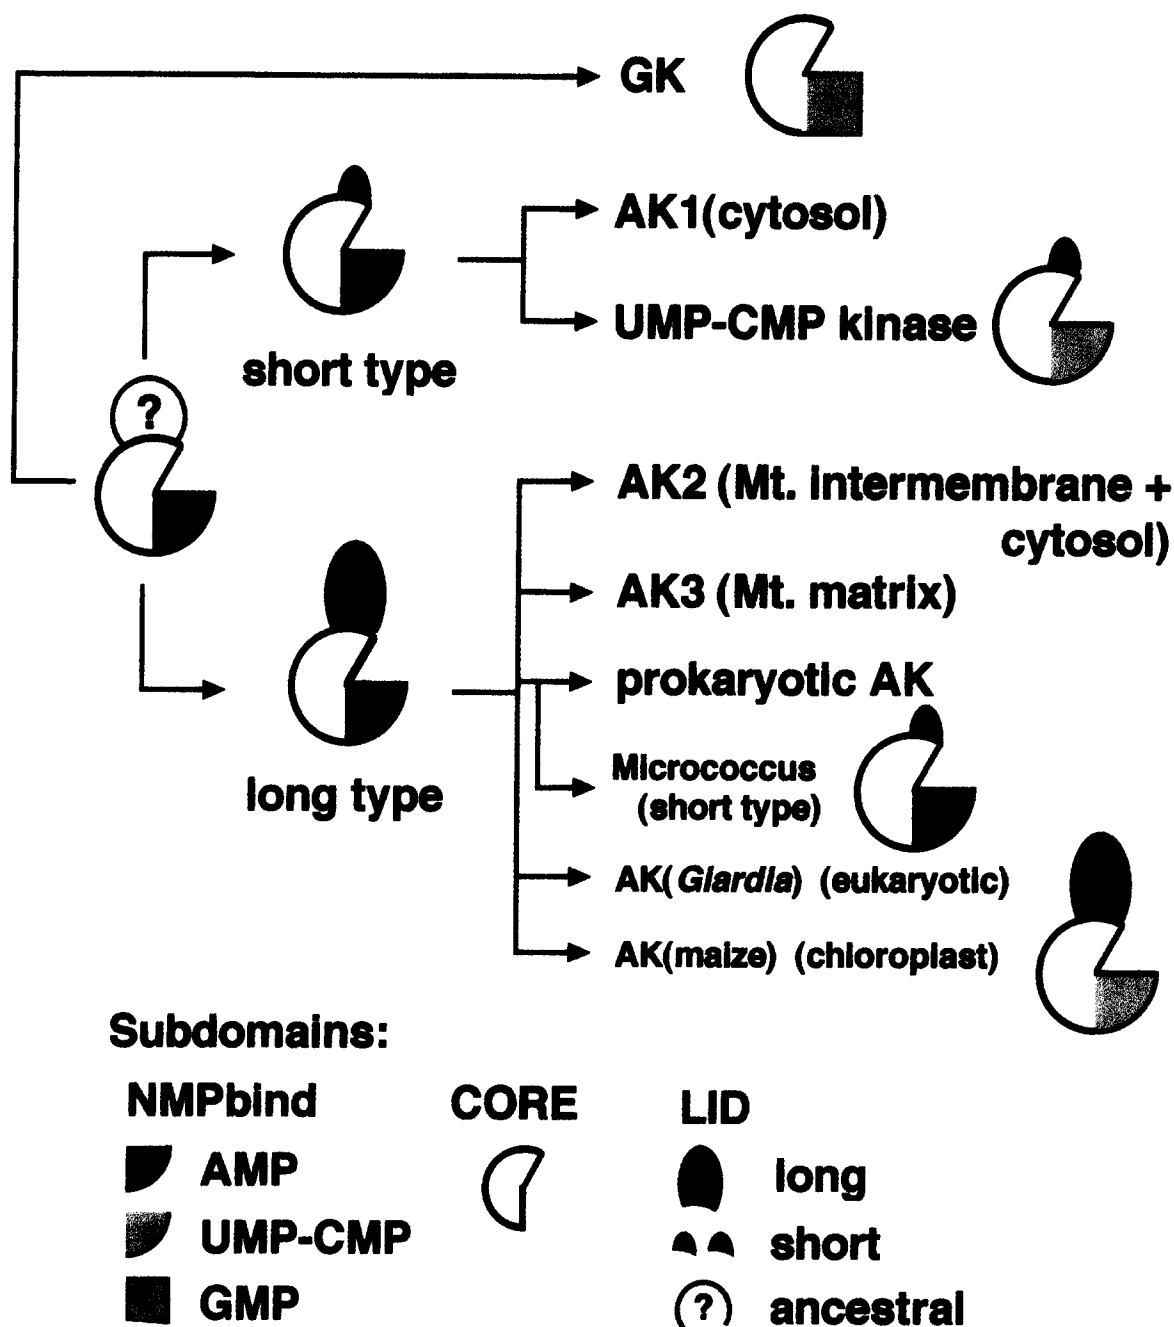 GK
AK1(cytosol)
UMP-CMP kinase
short type
?
AK2 (Mt. intermembrane +
cytosol)
AK3 (Mt. matrix)
prokaryotic AK
Micrococcus
(short type)
long type
AK(Giardia) (eukaryotic)
AK(maize) (chloroplast)
Subdomains:
NMPbind
AMP
UMP-CMP
GMP
CORE
LID
long
short
? ancestral